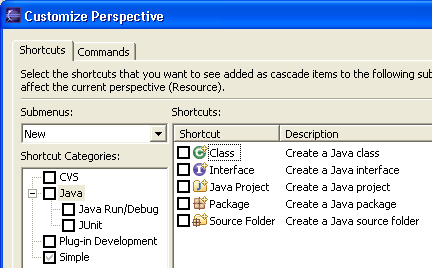 Customize Perspective
Shortcuts Commands
Select the shortcuts that you want to see added as cascade items to the following sub
affect the current perspective (Resource).
Submenus:
New
Shortcut Categories:
CVS
Java
Java Run/Debug
JUnit
Plug-in Development
Simple
Shortcuts:
Shortcut Description
Class Create a Java class
Interface Create a Java interface
Java Project Create a Java project
Package Create a Java package
Source Folder Create a Java source folder